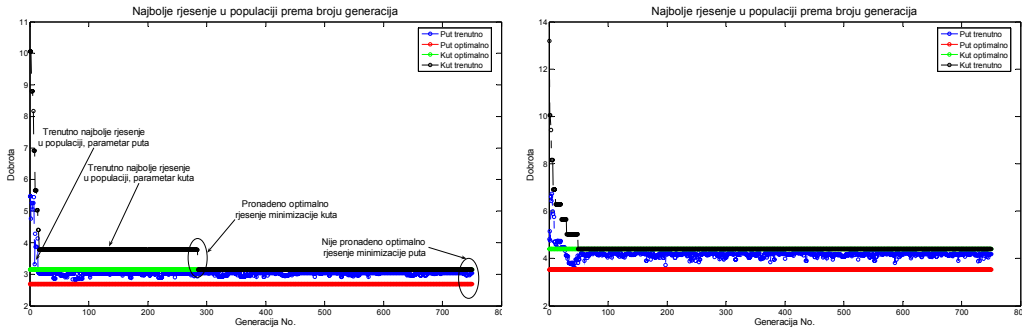 Najbolje rjesenje u populaciji prema broju generacija
11
10
9
8
7
6
5
4
3
2
Dobrota
Put trenutno
Put optimalno
Kut optimalno
Kut trenutno
Trenutno najbolje rjesenje
u populaciji, parametar puta
Trenutno najbolje rjesenje
u populaciji, parametar kuta
Pronadeno optimalno
rjesenje minimizacije kuta
Nije pronadeno optimalno
rjesenje minimizacije puta
0 100 200 300 400 500 600 700 800
Generacija No.
Najbolje rjesenje u populaciji prema broju generacija
14
12
10
8
6
4
2
Dobrota
Put trenutno
Put optimalno
Kut optimalno
Kut trenutno
0 100 200 300 400 500 600 700 80
Generacija No.